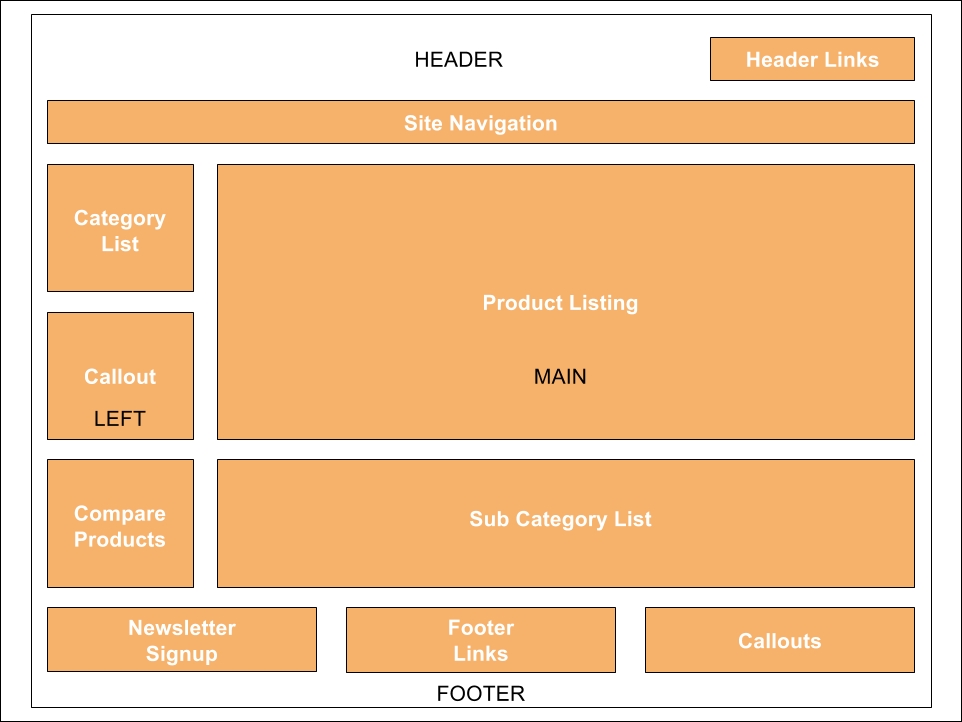 HEADER
Header Links
Site Navigation
Category
List
Product Listing
Callout
MAIN
LEFT
Compare
Products
Sub Category List
Newsletter
Signup
Footer
Links
Callouts
FOOTER